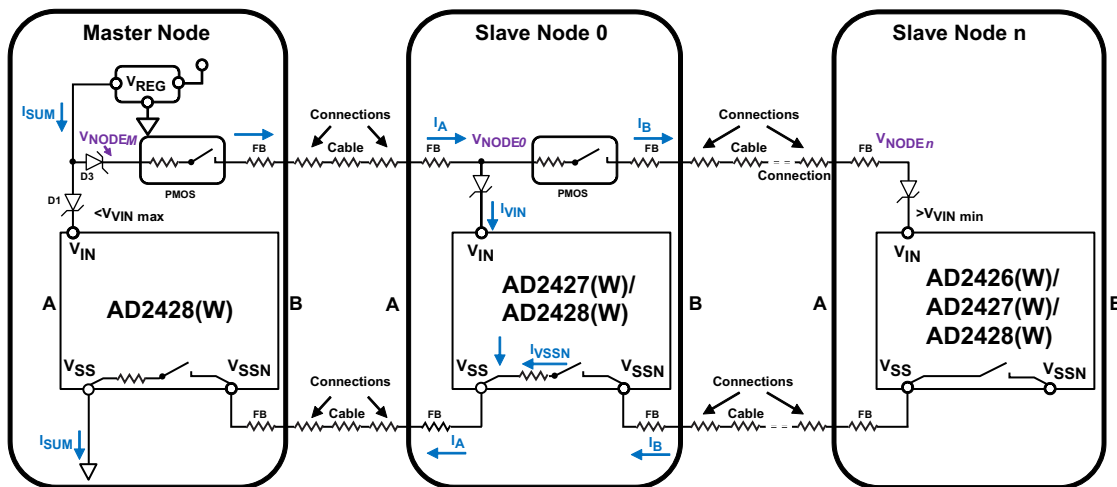 Master Node
Slave Node 0
Slave Node n
VREG
ISUM
VNODEM
D3
PMOS
FB
Connections
Cable
IA
FB
VNODE0
PMOS
IB
FB
Connections
Cable
Connection
FB
VNODEn
D1
<VVIN max
IVIN
>VVIN min
VIN
VIN
VIN
A
AD2428(W)
B
A
AD2427(W)/
AD2428(W)
B
A
AD2426(W)/
AD2427(W)/
AD2428(W)
B
VSS
VSSN
VSS
IVSSN
VSSN
VSS
VSSN
ISUM
FB
Connections
Cable
FB
IA
FB
IB
Connections
Cable
FB